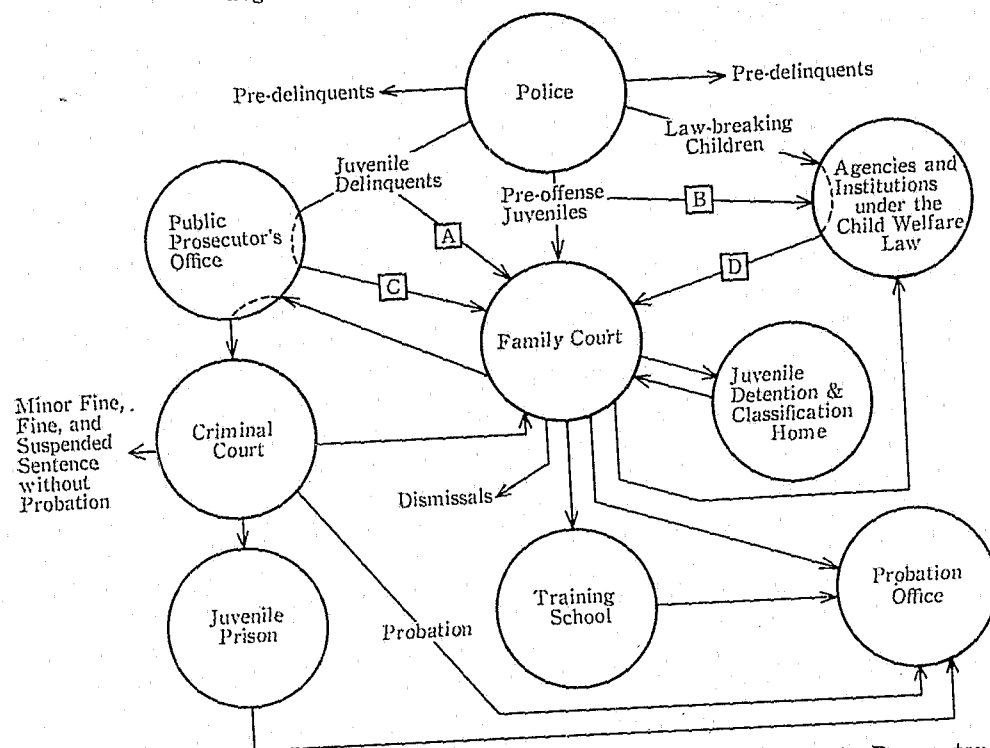 Police
Pre-delinquents
Pre-delinquents
Law-breaking
Children
Juvenile
Delinquents
Pre-offense
Juveniles
B
Agencies and
Institutions
under the
Child Welfare
Law
Public
Prosecutor's
Office
A
C
D
Family Court
Juvenile
Detention &
Classification
Home
Minor Fine,
Fine, and
Suspended
Sentence
without
Probation
Criminal
Court
Dismissals
Training
School
Probation
Office
Juvenile
Prison
Probation